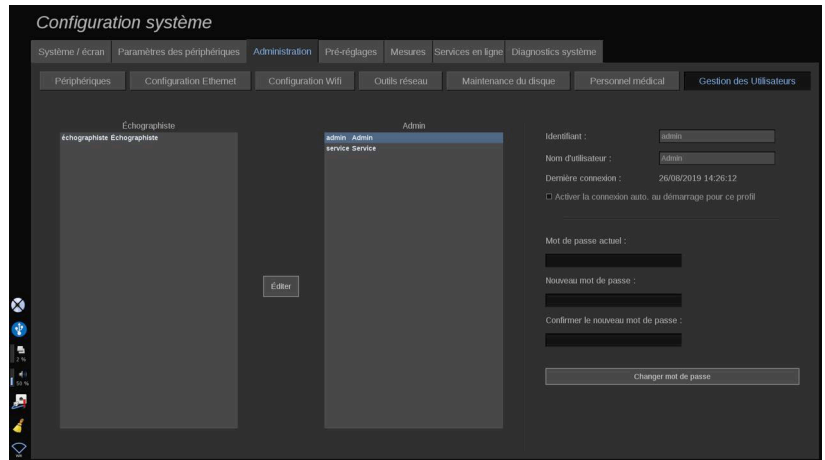 Configuration système
Système / écran Paramètres des périphériques Administration Pré-réglages Mesures Services en ligne Diagnostics système
Périphériques Configuration Ethernet Configuration Wifi Outils réseau Maintenance du disque Personnel médical Gestion des Utilisateurs
Échographiste
échographiste Échographiste
Admin
admin Admin
service Service
Éditer
Identifiant : admin
Nom d'utilisateur : Admin
Dernière connexion : 26/08/2019 14:26:12
Activer la connexion auto. au démarrage pour ce profil
Mot de passe actuel :
Nouveau mot de passe :
Confirmer le nouveau mot de passe :
Changer mot de passe
2 %
50 %